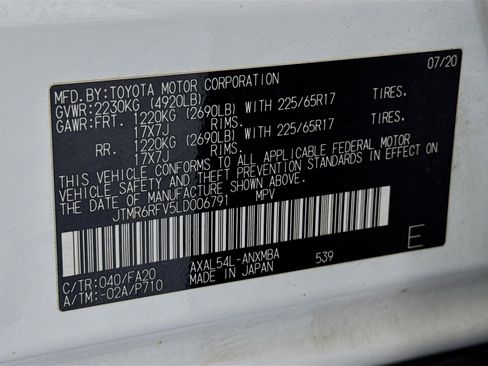 MFD.BY:TOYOTA MOTOR CORPORATION 07/20
GVWR:2230KG (4920LB)
GAWR:FRT. 1220KG (2690LB) WITH 225/65R17 TIRES.
17X7J RIMS.
RR. 1220KG (2690LB) WITH 225/65R17 TIRES.
17X7J RIMS.
THIS VEHICLE CONFORMS TO ALL APPLICABLE FEDERAL MOTOR
VEHICLE SAFETY AND THEFT PREVENTION STANDARDS IN EFFECT ON
THE DATE OF MANUFACTURE SHOWN ABOVE.
JTMR6RFV5LD006791 MPV
C/TR:040/FA20 AXAL54L-ANXMBA E
A/TM:-02A/P710 MADE IN JAPAN 539